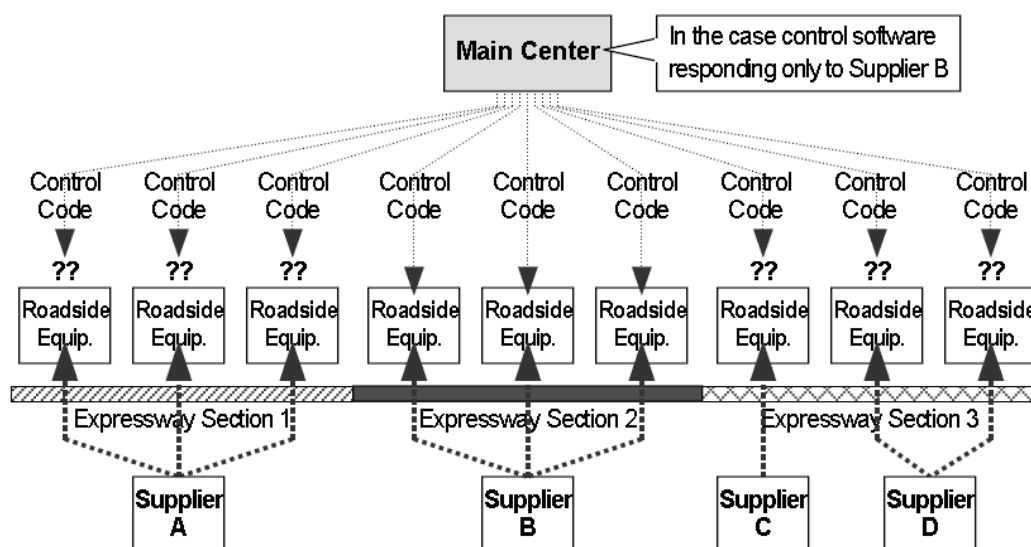 Main Center
In the case control software
responding only to Supplier B
Control Control Control Control Control Control Control Control Control
Code Code Code Code Code Code Code Code Code
?? ?? ?? ?? ?? ??
Roadside Roadside Roadside Roadside Roadside Roadside Roadside Roadside Roadside
Equip. Equip. Equip. Equip. Equip. Equip. Equip. Equip. Equip.
Expressway Section 1 Expressway Section 2 Expressway Section 3
Supplier Supplier Supplier Supplier
A B C D